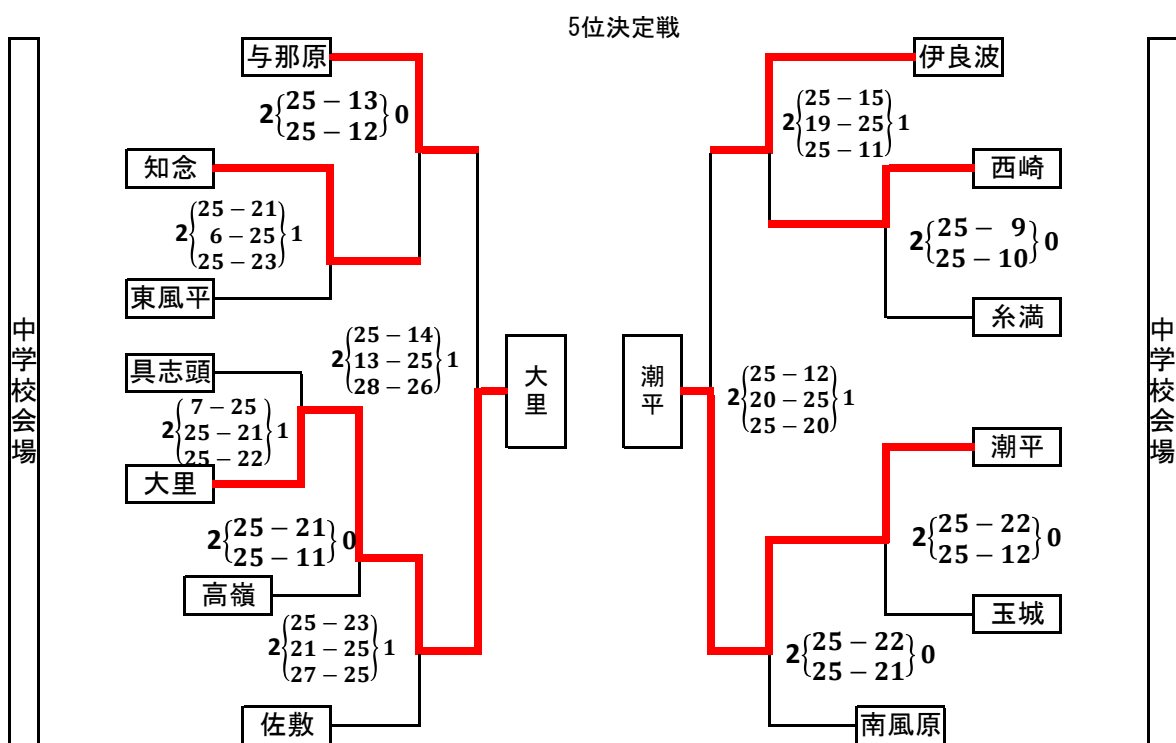 5位決定戦
中学校会場
与那原
2{25 - 13
25 - 12}0
知念
2{25 - 21
6 - 25
25 - 23}1
東風平
2{25 - 14
13 - 25
28 - 26}1
具志頭
2{7 - 25
25 - 21
25 - 22}1
大里
2{25 - 21
25 - 11}0
高嶺
2{25 - 23
21 - 25
27 - 25}1
佐敷
大里
潮平
伊良波
2{25 - 15
19 - 25
25 - 11}1
西崎
2{25 - 9
25 - 10}0
糸満
2{25 - 12
20 - 25
25 - 20}1
潮平
2{25 - 22
25 - 12}0
玉城
2{25 - 22
25 - 21}0
南風原
中学校会場